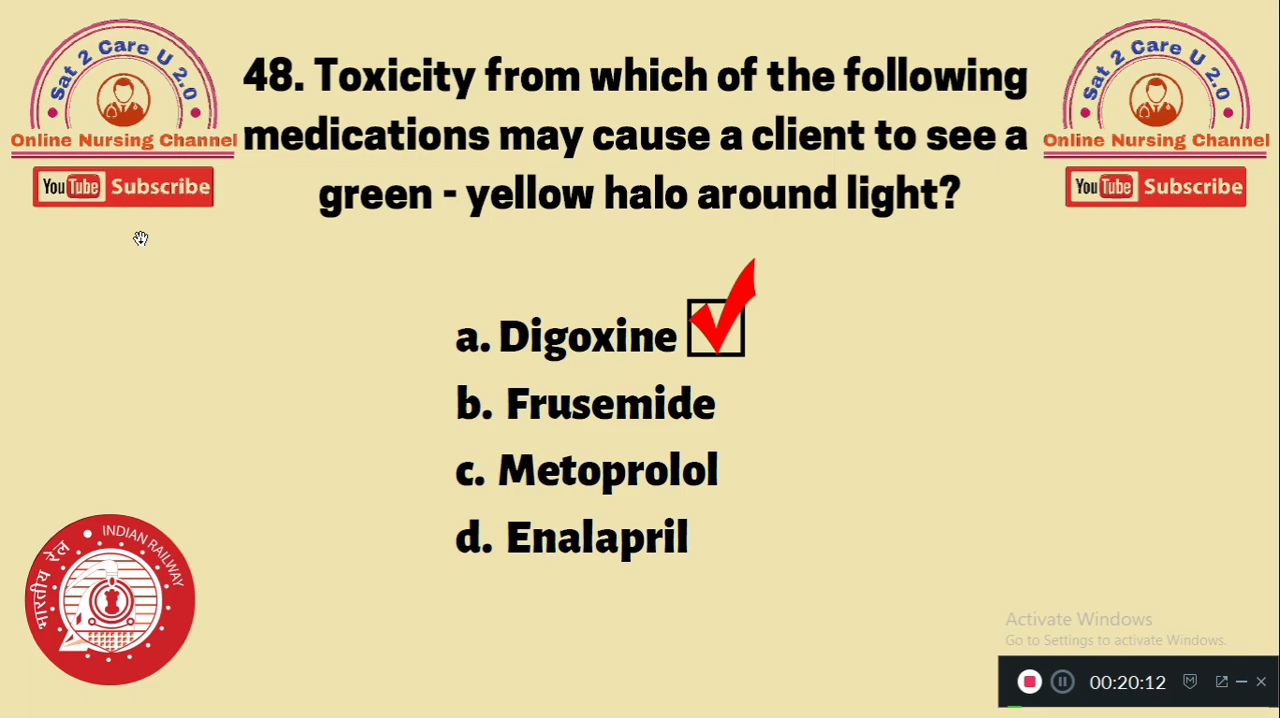 Sat 2 Care U 2.0
Online Nursing Channel
YouTube Subscribe
48. Toxicity from which of the following
medications may cause a client to see a
green - yellow halo around light?
Sat 2 Care U 2.0
Online Nursing Channel
YouTube Subscribe
a. Digoxine
b. Frusemide
c. Metoprolol
d. Enalapril
भारतीय रेल INDIAN RAILWAY
Activate Windows
Go to Settings to activate Windows.
00:20:12